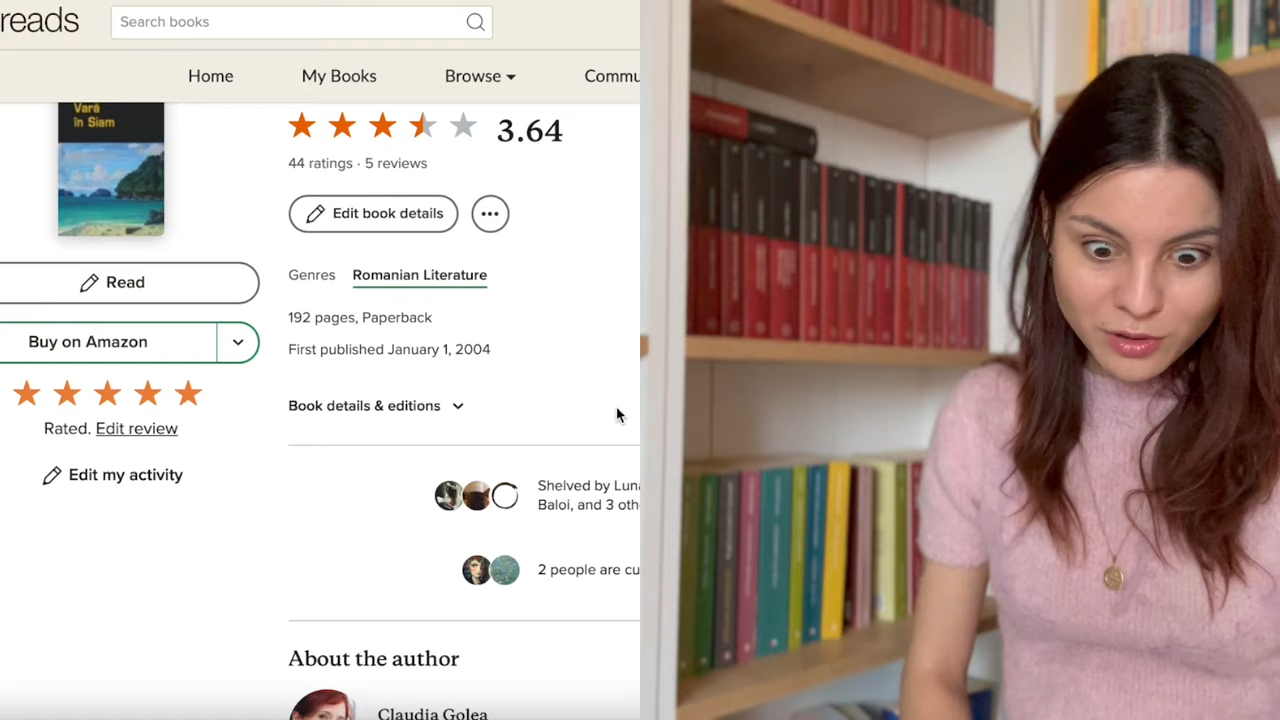 reads
Search books
Home
My Books
Browse
Commu
Vară
în Siam
3.64
44 ratings · 5 reviews
Edit book details
Read
Genres
Romanian Literature
192 pages, Paperback
Buy on Amazon
First published January 1, 2004
Book details & editions
Rated. Edit review
Edit my activity
Shelved by Luna
Baloi, and 3 oth
2 people are cu
About the author
Claudia Golea